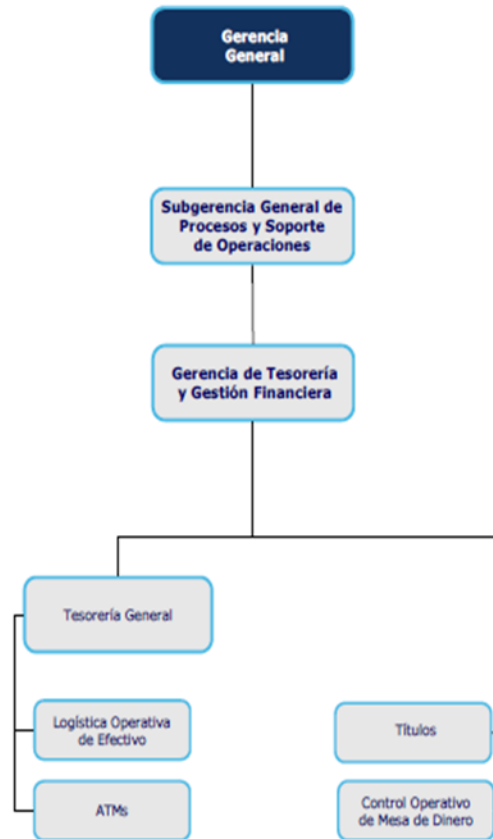 Gerencia
General
Subgerencia General de
Procesos y Soporte
de Operaciones
Gerencia de Tesorería
y Gestión Financiera
Tesorería General
Logística Operativa
de Efectivo
Títulos
ATMs
Control Operativo
de Mesa de Dinero